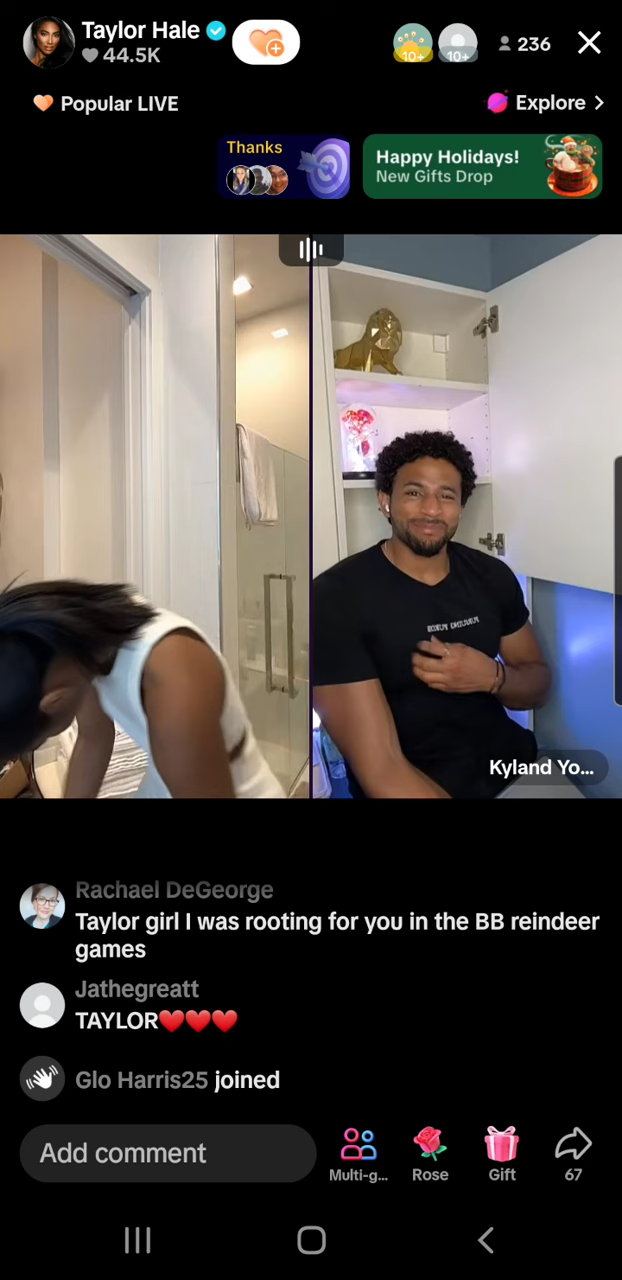 Taylor Hale
44.5K
10+
10+
236
Popular LIVE
Explore
Thanks
Happy Holidays!
New Gifts Drop
Kyland Yo...
Rachael DeGeorge
Taylor girl I was rooting for you in the BB reindeer
games
Jathegreatt
TAYLOR❤️❤️❤️
Glo Harris25 joined
Add comment
Multi-g...
Rose
Gift
67